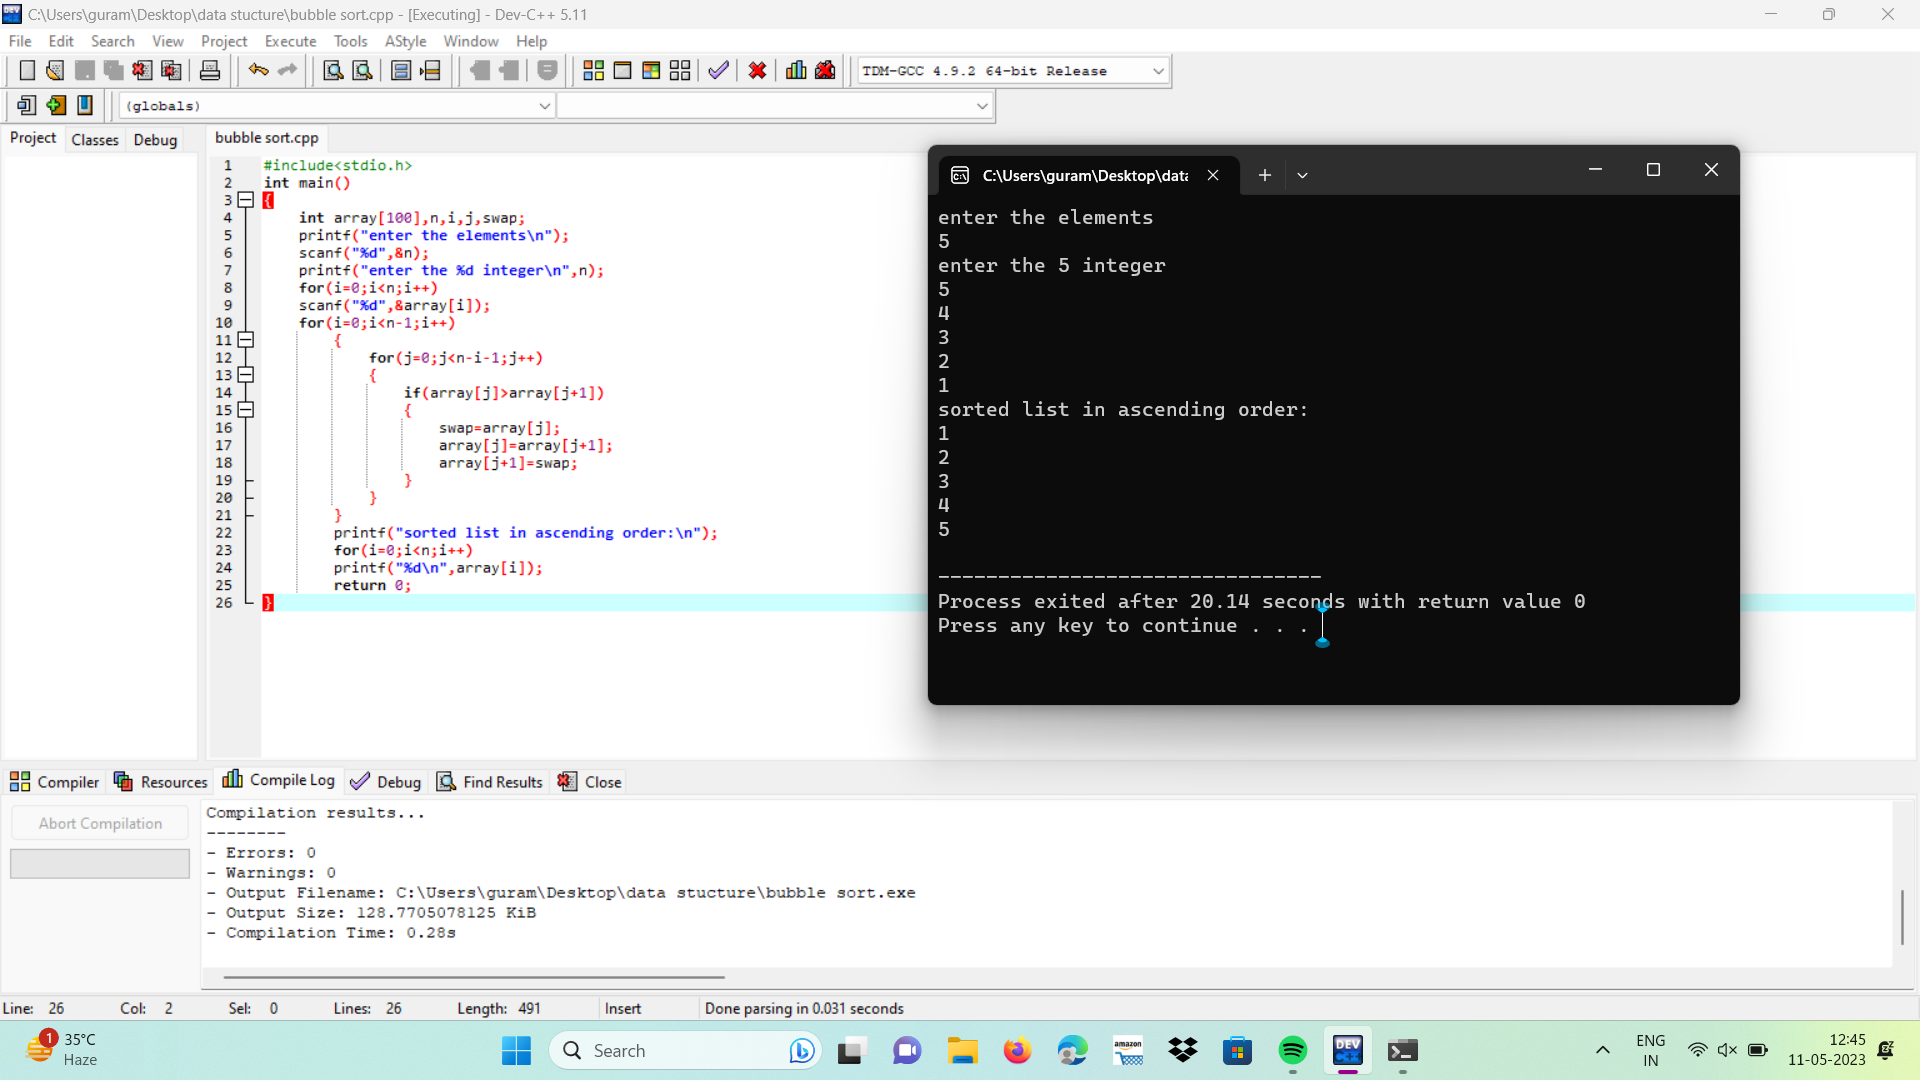 C:\Users\guram\Desktop\data stucture\bubble sort.cpp - [Executing] - Dev-C++ 5.11
File Edit Search View Project Execute Tools AStyle Window Help
TDM-GCC 4.9.2 64-bit Release
(globals)
Project Classes Debug
bubble sort.cpp
1 #include<stdio.h>
2 int main()
3 {
4 int array[100],n,i,j,swap;
5 printf("enter the elements\n");
6 scanf("%d",&n);
7 printf("enter the %d integer\n",n);
8 for(i=0;i<n;i++)
9 scanf("%d",&array[i]);
10 for(i=0;i<n-1;i++)
11 {
12 for(j=0;j<n-i-1;j++)
13 {
14 if(array[j]>array[j+1])
15 {
16 swap=array[j];
17 array[j]=array[j+1];
18 array[j+1]=swap;
19 }
20 }
21 }
22 printf("sorted list in ascending order:\n");
23 for(i=0;i<n;i++)
24 printf("%d\n",array[i]);
25 return 0;
26 }
C:\Users\guram\Desktop\data
enter the elements
5
enter the 5 integer
5
4
3
2
1
sorted list in ascending order:
1
2
3
4
5
--------------------------------
Process exited after 20.14 seconds with return value 0
Press any key to continue . . .
Compiler Resources Compile Log Debug Find Results Close
Abort Compilation
Compilation results...
--------
- Errors: 0
- Warnings: 0
- Output Filename: C:\Users\guram\Desktop\data stucture\bubble sort.exe
- Output Size: 128.7705078125 KiB
- Compilation Time: 0.28s
Line: 26 Col: 2 Sel: 0 Lines: 26 Length: 491 Insert Done parsing in 0.031 seconds
1
35°C
Haze
Search
amazon
DEV
C++
ENG
IN
12:45
11-05-2023